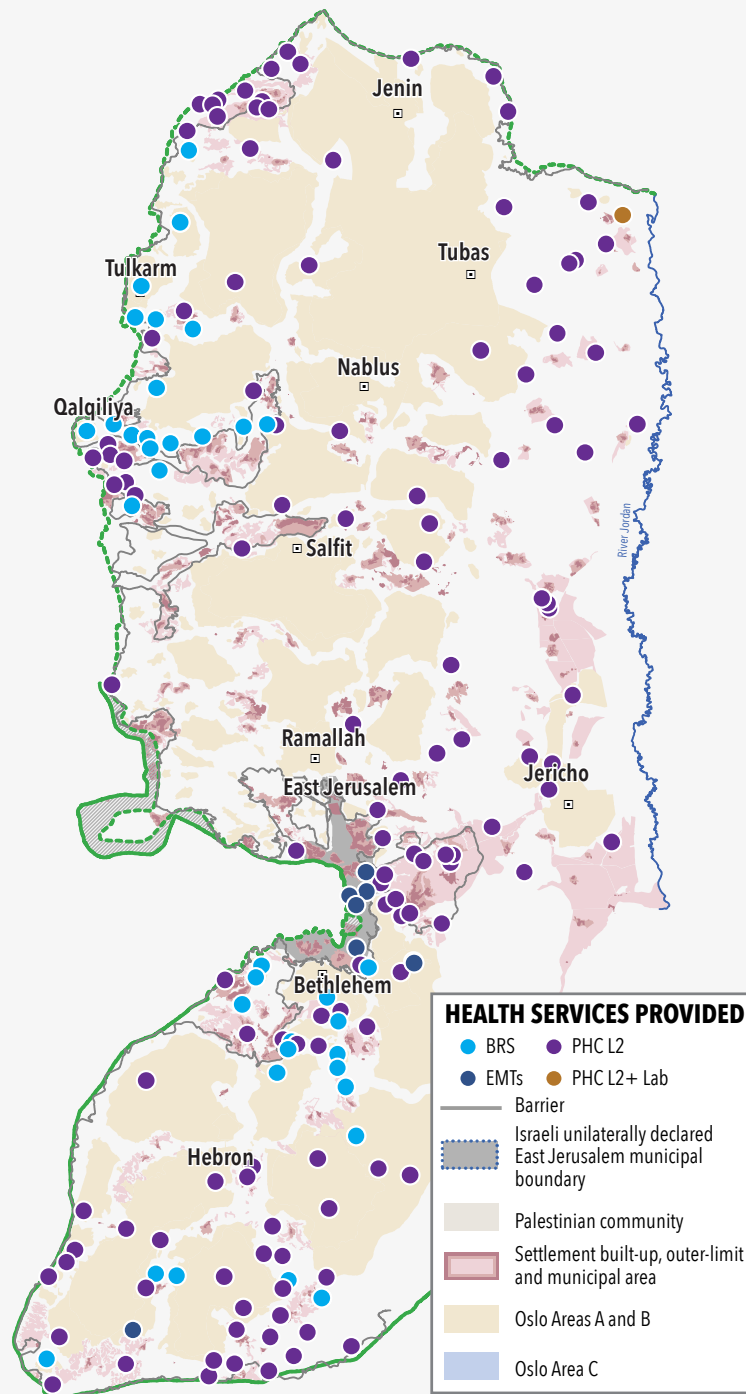 Jenin
Tubas
Tulkarm
Nablus
Qalqiliya
River Jordan
Salfit
Ramallah
Jericho
East Jerusalem
Bethlehem
Hebron
HEALTH SERVICES PROVIDED
BRS
PHC L2
EMTs
PHC L2+ Lab
Barrier
Israeli unilaterally declared
East Jerusalem municipal
boundary
Palestinian community
Settlement built-up, outer-limit
and municipal area
Oslo Areas A and B
Oslo Area C